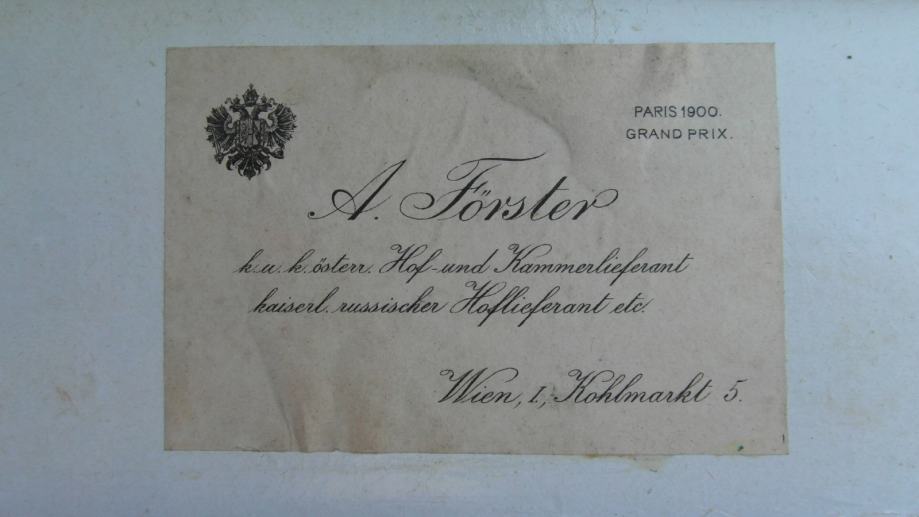 PARIS 1900.
GRAND PRIX.
A. Förster
k. u. k. österr. Hof- und Kammerlieferant
kaiserl. russischer Hoflieferant etc.
Wien, I, Kohlmarkt 5.